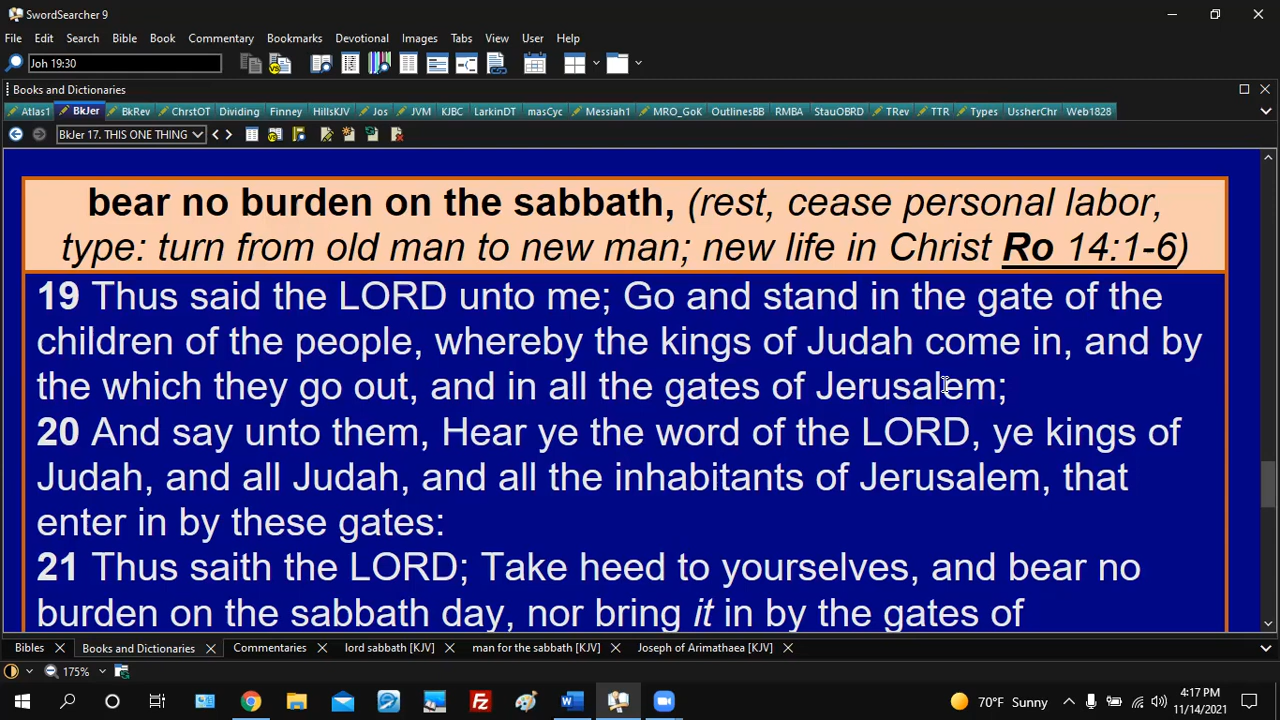 SwordSearcher 9
File Edit Search Bible Book Commentary Bookmarks Devotional Images Tabs View User Help
Joh 19:30
Books and Dictionaries
Atlas1 BkJer BkRev ChrstOT Dividing Finney HillsKJV Jos JVM KJBC LarkinDT masCyc Messiah1 MRO_GoK OutlinesBB RMBA StauOBRD TRev TTR Types UssherChr Web1828
BkJer 17. THIS ONE THING
bear no burden on the sabbath, (rest, cease personal labor,
type: turn from old man to new man; new life in Christ Ro 14:1-6)
19 Thus said the LORD unto me; Go and stand in the gate of the
children of the people, whereby the kings of Judah come in, and by
the which they go out, and in all the gates of Jerusalem;
20 And say unto them, Hear ye the word of the LORD, ye kings of
Judah, and all Judah, and all the inhabitants of Jerusalem, that
enter in by these gates:
21 Thus saith the LORD; Take heed to yourselves, and bear no
burden on the sabbath day, nor bring it in by the gates of
Bibles Books and Dictionaries Commentaries lord sabbath [KJV] man for the sabbath [KJV] Joseph of Arimathaea [KJV]
175%
70°F Sunny
4:17 PM
11/14/2021